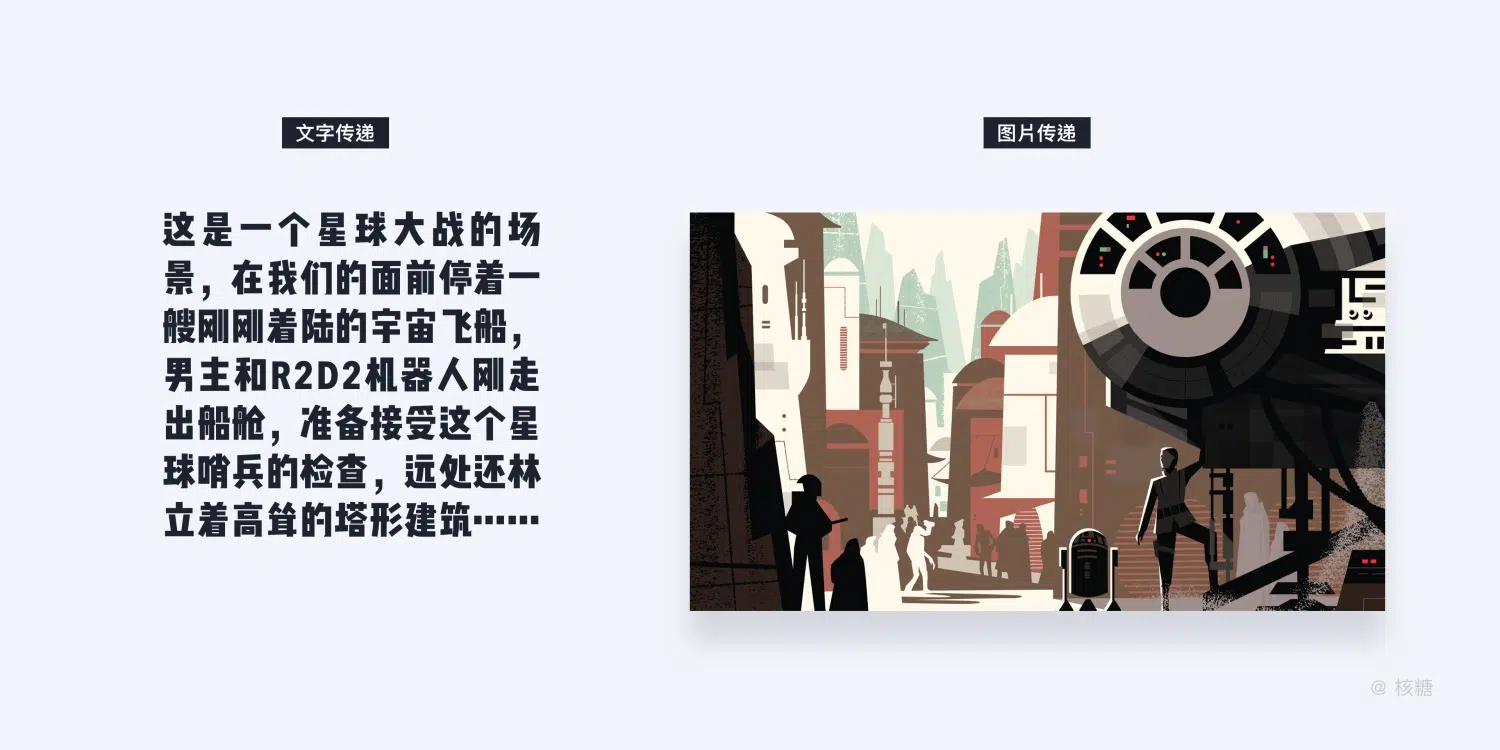 文字传递
图片传递
这是一个星球大战的场
景，在我们的面前停着一
艘刚刚着陆的宇宙飞船，
男主和R2D2机器人刚走
出船舱，准备接受这个星
球哨兵的检查，远处还林
立着高耸的塔形建筑……
@ 核糖